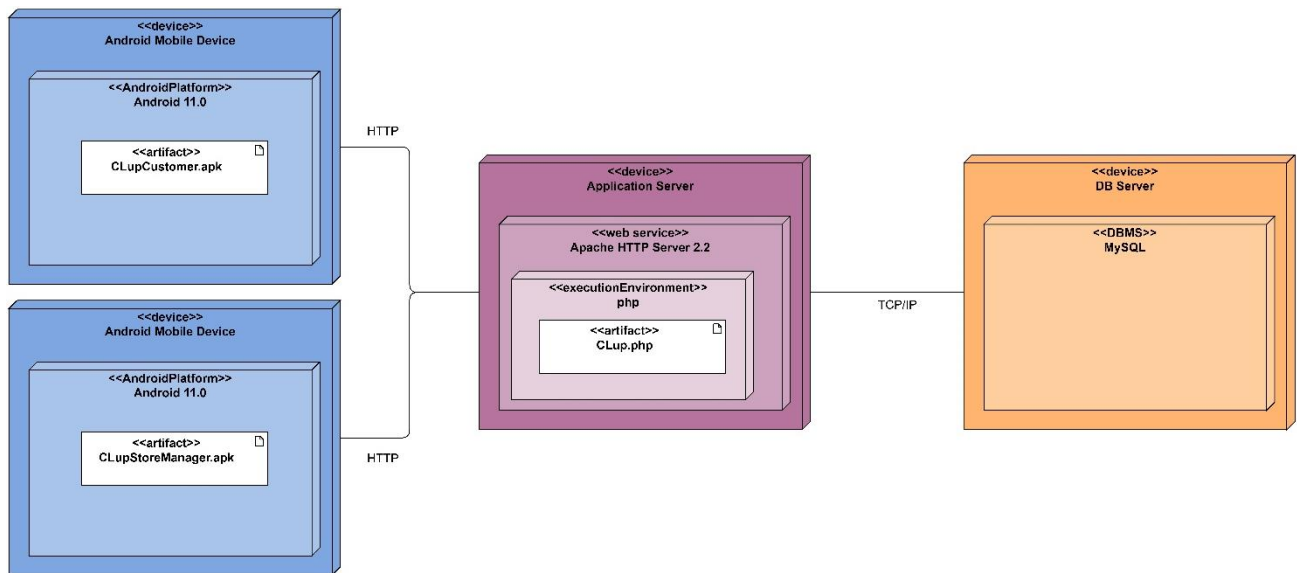 <<device>>
Android Mobile Device
<<AndroidPlatform>>
Android 11.0
<<artifact>>
CLupCustomer.apk
HTTP
<<device>>
Android Mobile Device
<<AndroidPlatform>>
Android 11.0
<<artifact>>
CLupStoreManager.apk
HTTP
<<device>>
Application Server
<<web service>>
Apache HTTP Server 2.2
<<executionEnvironment>>
php
<<artifact>>
CLup.php
TCP/IP
<<device>>
DB Server
<<DBMS>>
MySQL